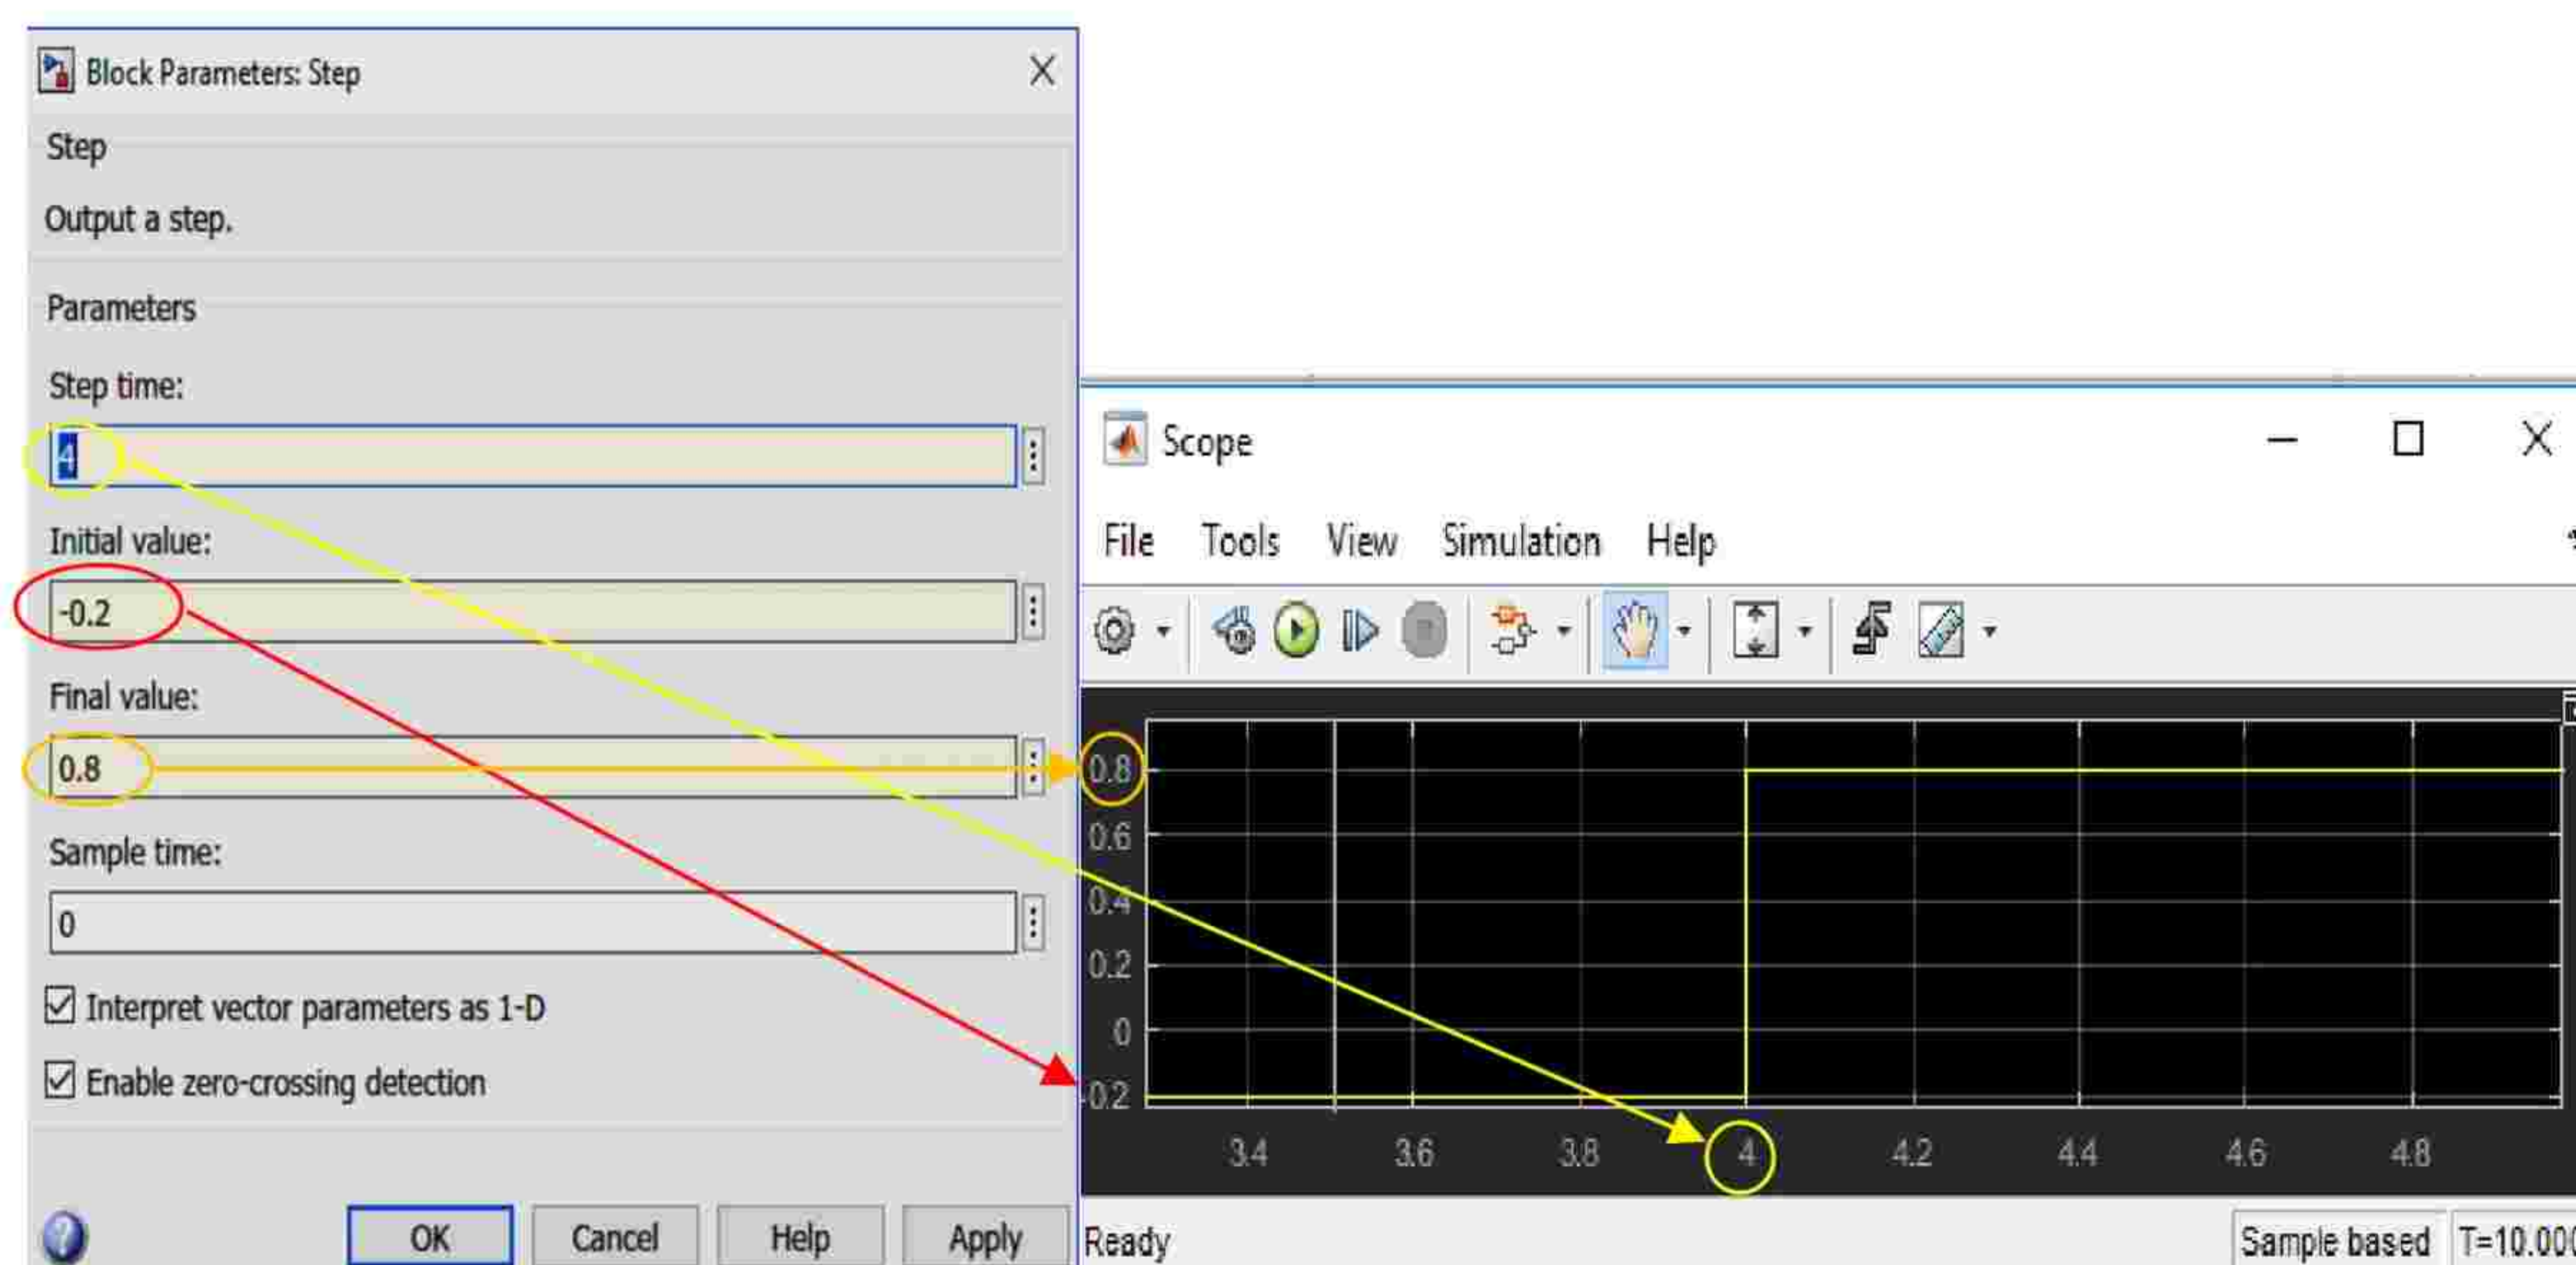 Block Parameters: Step
Step
Output a step.
Parameters
Step time:
4
Initial value:
-0.2
Final value:
0.8
Sample time:
0
Interpret vector parameters as 1-D
Enable zero-crossing detection
OK Cancel Help Apply
Scope
File Tools View Simulation Help
0.8
0.6
0.4
0.2
0
-0.2
3.4 3.6 3.8 4 4.2 4.4 4.6 4.8
Ready Sample based T=10.000